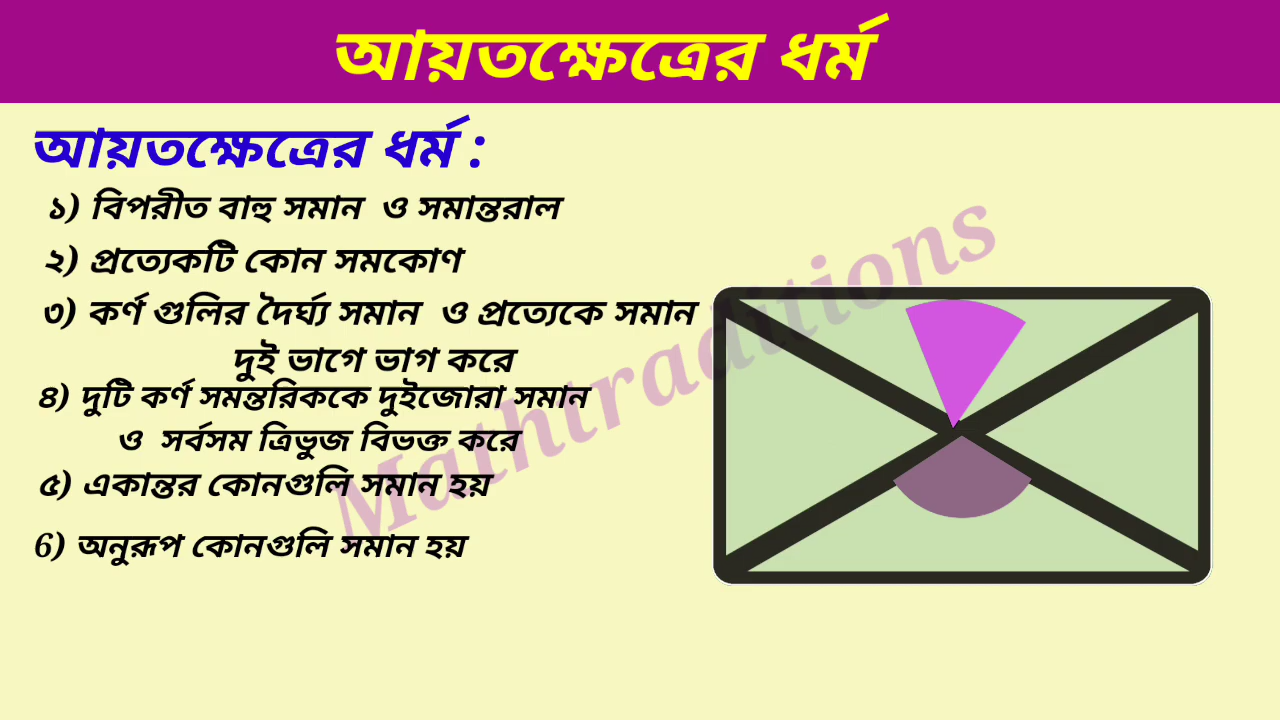 আয়তক্ষেত্রের ধর্ম
আয়তক্ষেত্রের ধর্ম :
১) বিপরীত বাহু সমান ও সমান্তরাল
২) প্রত্যেকটি কোন সমকোণ
৩) কর্ণ গুলির দৈর্ঘ্য সমান ও প্রত্যেকে সমান
দুই ভাগে ভাগ করে
৪) দুটি কর্ণ সমন্তরিককে দুইজোরা সমান
ও সর্বসম ত্রিভুজ বিভক্ত করে
৫) একান্তর কোনগুলি সমান হয়
6) অনুরূপ কোনগুলি সমান হয়
Mathtraditions